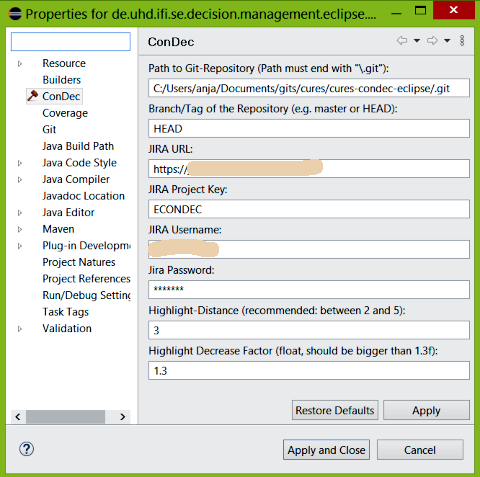 Properties for de.uhd.ifi.se.decision.management.eclipse....
Resource
Builders
ConDec
Coverage
Git
Java Build Path
Java Code Style
Java Compiler
Javadoc Location
Java Editor
Maven
Plug-in Developm
Project Natures
Project References
Run/Debug Setting
Task Tags
Validation
ConDec
Path to Git-Repository (Path must end with "\.git"):
C:/Users/anja/Documents/gits/cures/cures-condec-eclipse/.git
Branch/Tag of the Repository (e.g. master or HEAD):
HEAD
JIRA URL:
https:/
JIRA Project Key:
ECONDEC
JIRA Username:
Jira Password:
*******
Highlight-Distance (recommended: between 2 and 5):
3
Highlight Decrease Factor (float, should be bigger than 1.3f):
1.3
Restore Defaults
Apply
?
Apply and Close
Cancel